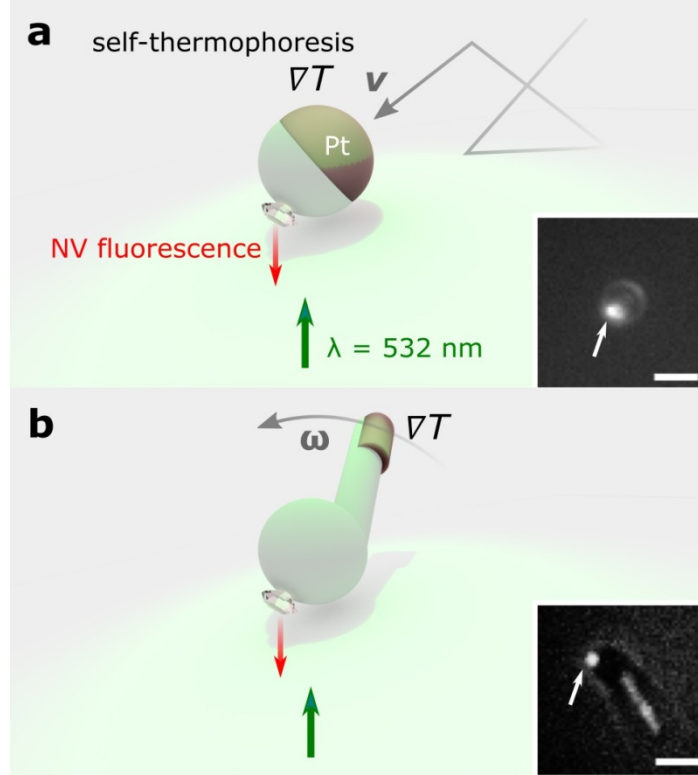 a
self-thermophoresis
∇T
v
Pt
NV fluorescence
λ = 532 nm
b
ω
∇T